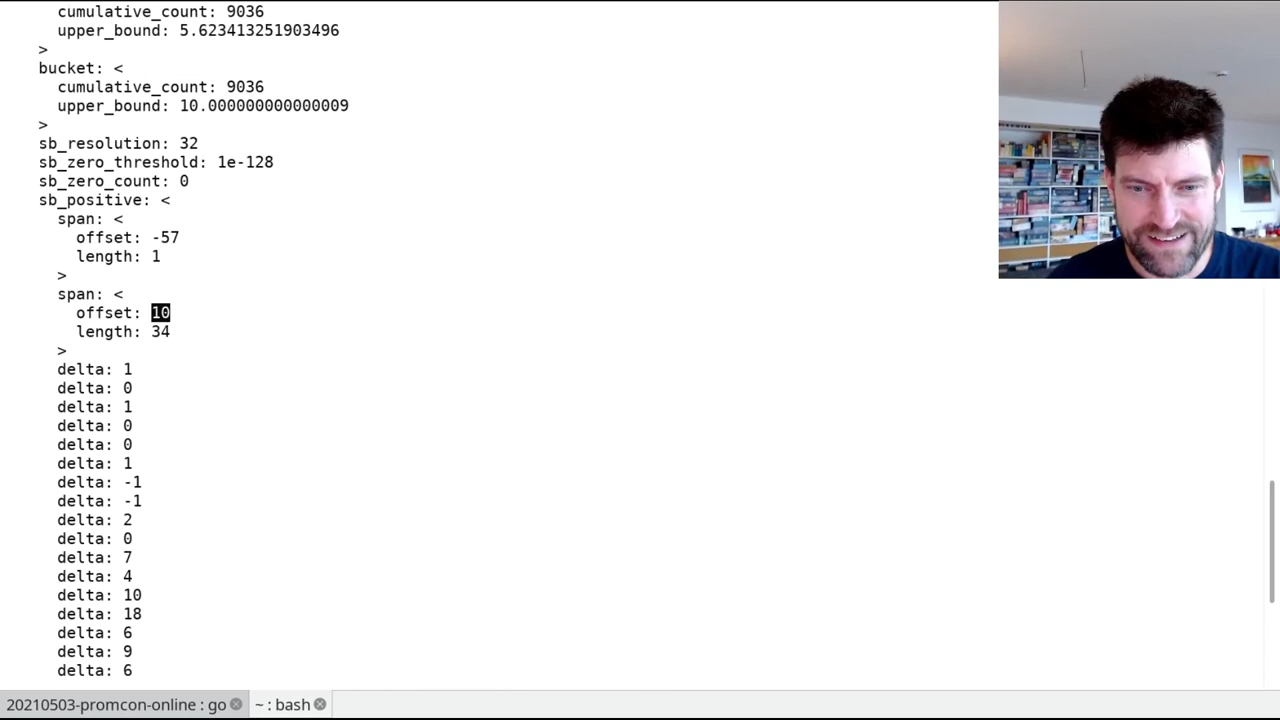 cumulative_count: 9036
upper_bound: 5.623413251903496
>
bucket: <
cumulative_count: 9036
upper_bound: 10.000000000000009
>
sb_resolution: 32
sb_zero_threshold: 1e-128
sb_zero_count: 0
sb_positive: <
span: <
offset: -57
length: 1
>
span: <
offset: 10
length: 34
>
delta: 1
delta: 0
delta: 1
delta: 0
delta: 0
delta: 1
delta: -1
delta: -1
delta: 2
delta: 0
delta: 7
delta: 4
delta: 10
delta: 18
delta: 6
delta: 9
delta: 6
20210503-promcon-online : go
~ : bash